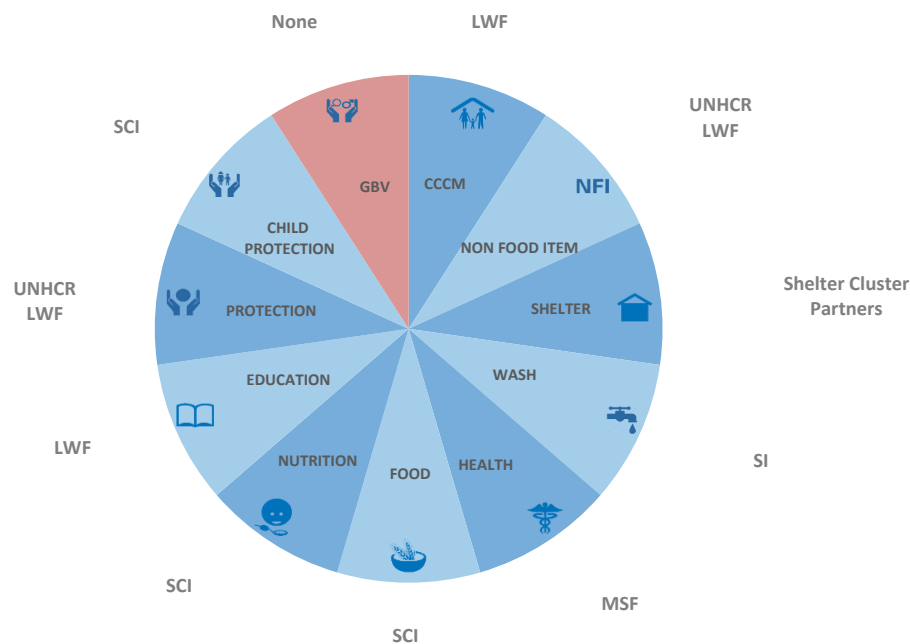 None
LWF
SCI
UNHCR
LWF
GBV
CCCM
NFI
CHILD
PROTECTION
NON FOOD ITEM
UNHCR
LWF
PROTECTION
SHELTER
Shelter Cluster
Partners
EDUCATION
WASH
LWF
NUTRITION
FOOD
HEALTH
SI
SCI
SCI
MSF